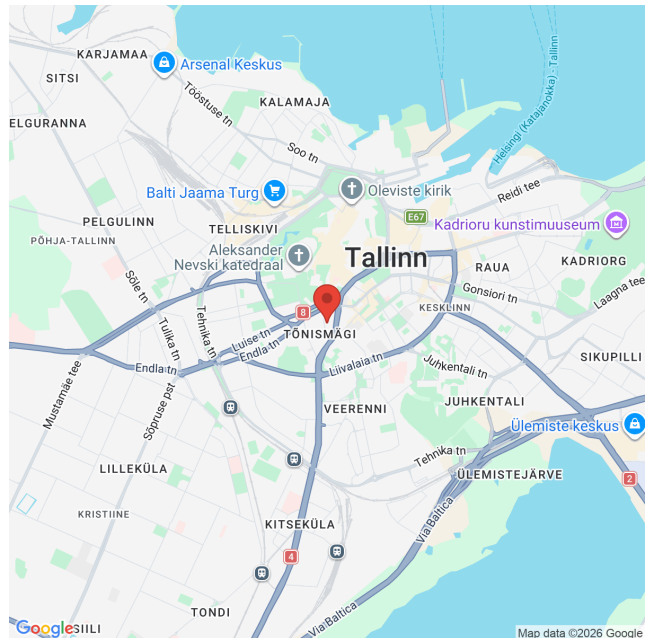 KARJAMAA
Arsenal Keskus
SITSI
Tööstuse tn
KALAMAJA
Helsingi (Katajanokka) - Tallinn
ELGURANNA
Soo tn
Balti Jaama Turg
Oleviste kirik
Reidi tee
E67
PELGULINN
TELLISKIVI
Kadrioru kunstimuuseum
PÕHJA-TALLINN
Aleksander
Nevski katedraal
Tallinn
RAUA
KADRIORG
Sõle tn
Gonsiori tn
Laagna tee
Tulika tn
Tehnika tn
8
KESKLINN
Luise tn
TÕNISMÄGI
Endla tn
Endla tn
Liivalaia tn
Juhkentali tn
SIKUPILLI
Mustamäe tee
Sõpruse pst
VEERENNI
JUHKENTALI
Ülemiste keskus
Tehnika tn
LILLEKÜLA
ÜLEMISTEJÄRVE
2
KRISTIINE
KITSEKÜLA
Via Baltica
4
TONDI
Via Baltica
Google
SIILI
Map data ©2026 Google